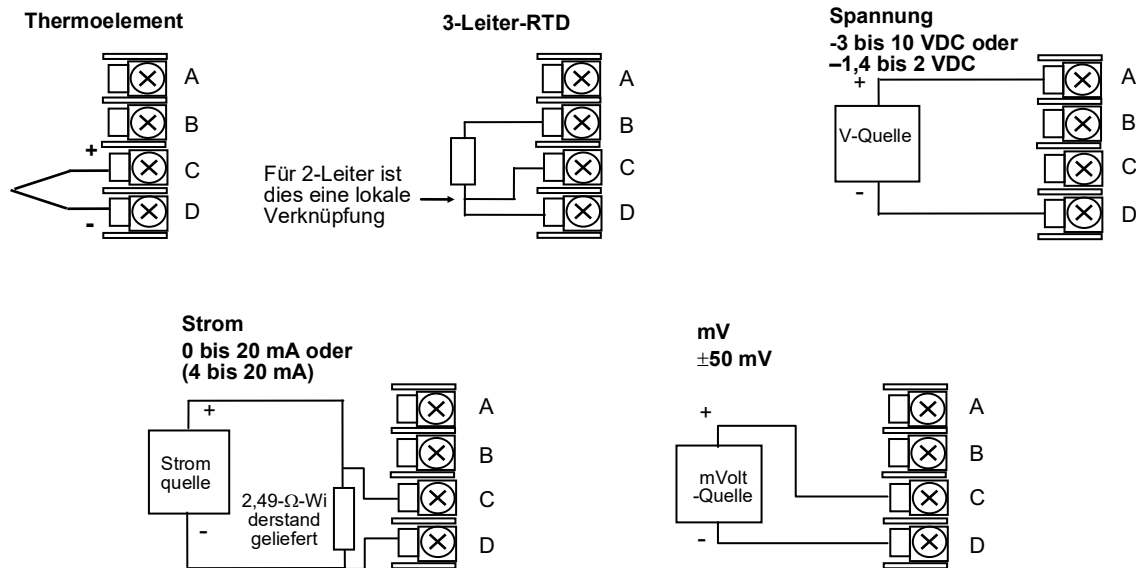 Thermoelement
A
B
+
C
D
-
3-Leiter-RTD
A
B
Für 2-Leiter ist
dies eine lokale
Verknüpfung
C
D
Spannung
-3 bis 10 VDC oder
–1,4 bis 2 VDC
+
A
V-Quelle
B
C
-
D
Strom
0 bis 20 mA oder
(4 bis 20 mA)
+
A
B
Strom
quelle
2,49-Ω-Wi
derstand
geliefert
C
-
D
mV
±50 mV
+
A
B
mVolt
-Quelle
C
-
D